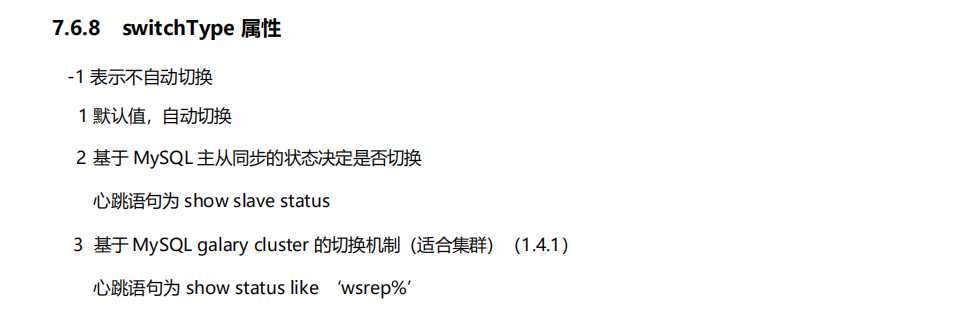 7.6.8 switchType 属性
-1 表示不自动切换
1 默认值，自动切换
2 基于 MySQL 主从同步的状态决定是否切换
心跳语句为 show slave status
3 基于 MySQL galary cluster 的切换机制（适合集群）（1.4.1）
心跳语句为 show status like ‘wsrep%’